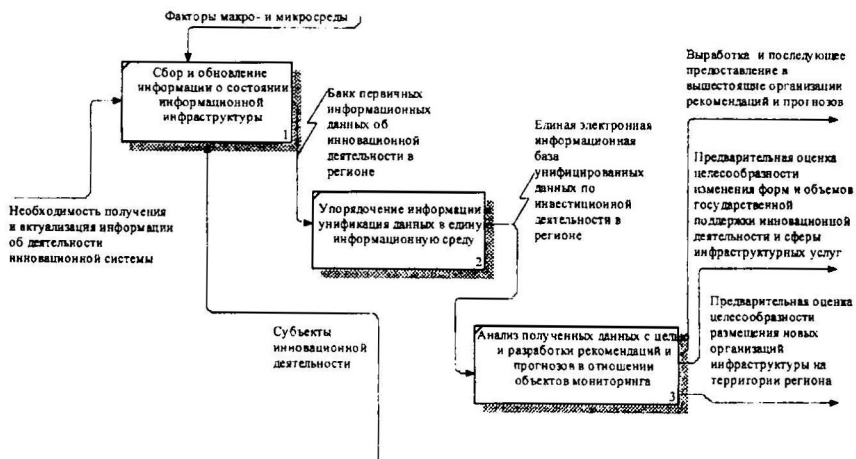 Факторы макро- и микросреды
Сбор и обновление
информации о состоянии
информационной
инфраструктуры
1
Банк первичных
информационных
данных об
инновационной
деятельности в
регионе
Необходимость получения
и актуализация информации
об деятельности
инновационной системы
Упорядочение информации
унификация данных в едину
информационную среду
2
Единая электронная
информационная
база
унифицированных
данных по
инвестиционной
деятельности в
регионе
Субъекты
инновационной
деятельности
Анализ полученных данных с целью
и разработки рекомендаций и
прогнозов в отношении
объектов мониторинга
3
Выработка и последующее
предоставление в
вышестоящие организации
рекомендаций и прогнозов
Предварительная оценка
целесообразности
изменения форм и объемов
государственной
поддержки инновационной
деятельности и сферы
инфраструктурных услуг
Предварительная оценка
целесообразности
размещения новых
организаций
инфраструктуры на
территории региона